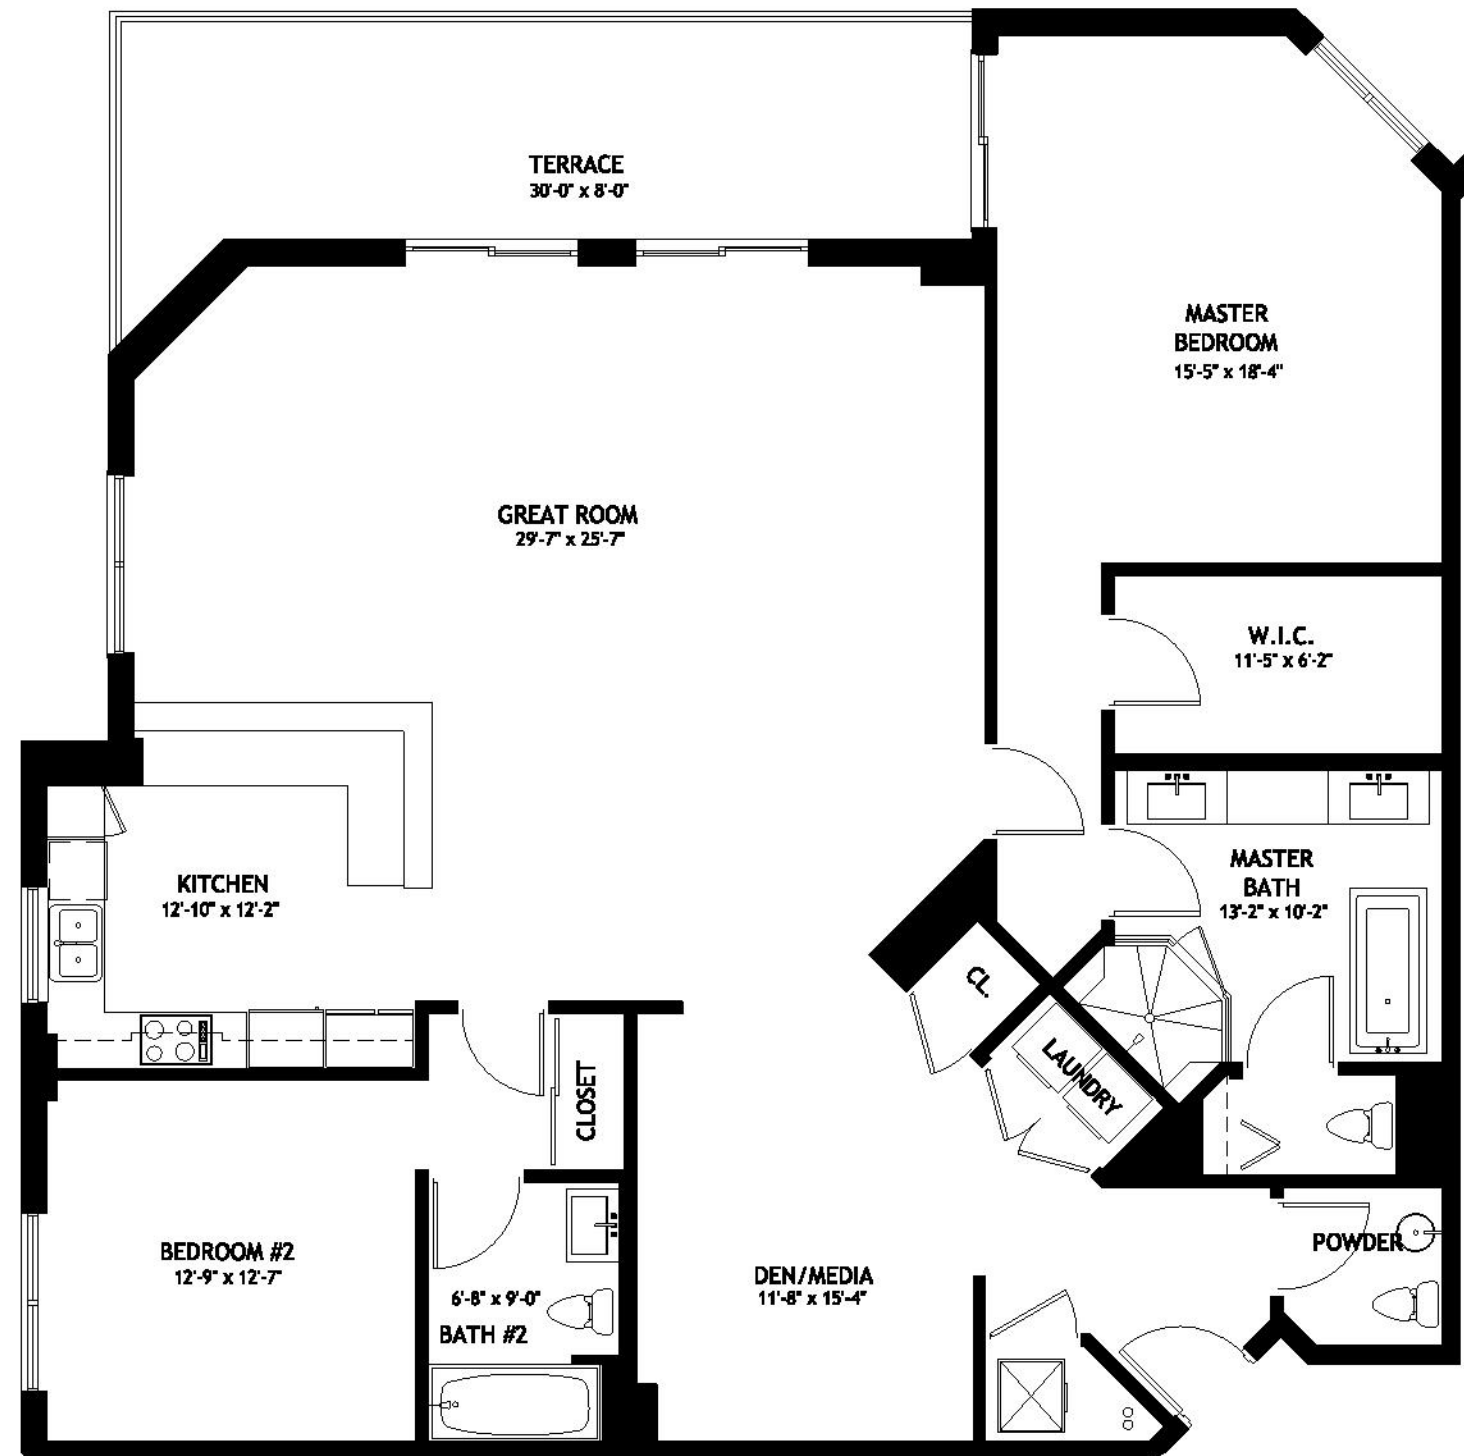 TERRACE
30'-0" x 8'-0"
MASTER
BEDROOM
15'-5" x 18'-4"
GREAT ROOM
29'-7" x 25'-7"
W.I.C.
11'-5" x 6'-2"
KITCHEN
12'-10" x 12'-2"
MASTER
BATH
13'-2" x 10'-2"
CL.
LAUNDRY
CLOSET
BEDROOM #2
12'-9" x 12'-7"
6'-8" x 9'-0"
BATH #2
DEN/MEDIA
11'-8" x 15'-4"
POWDER